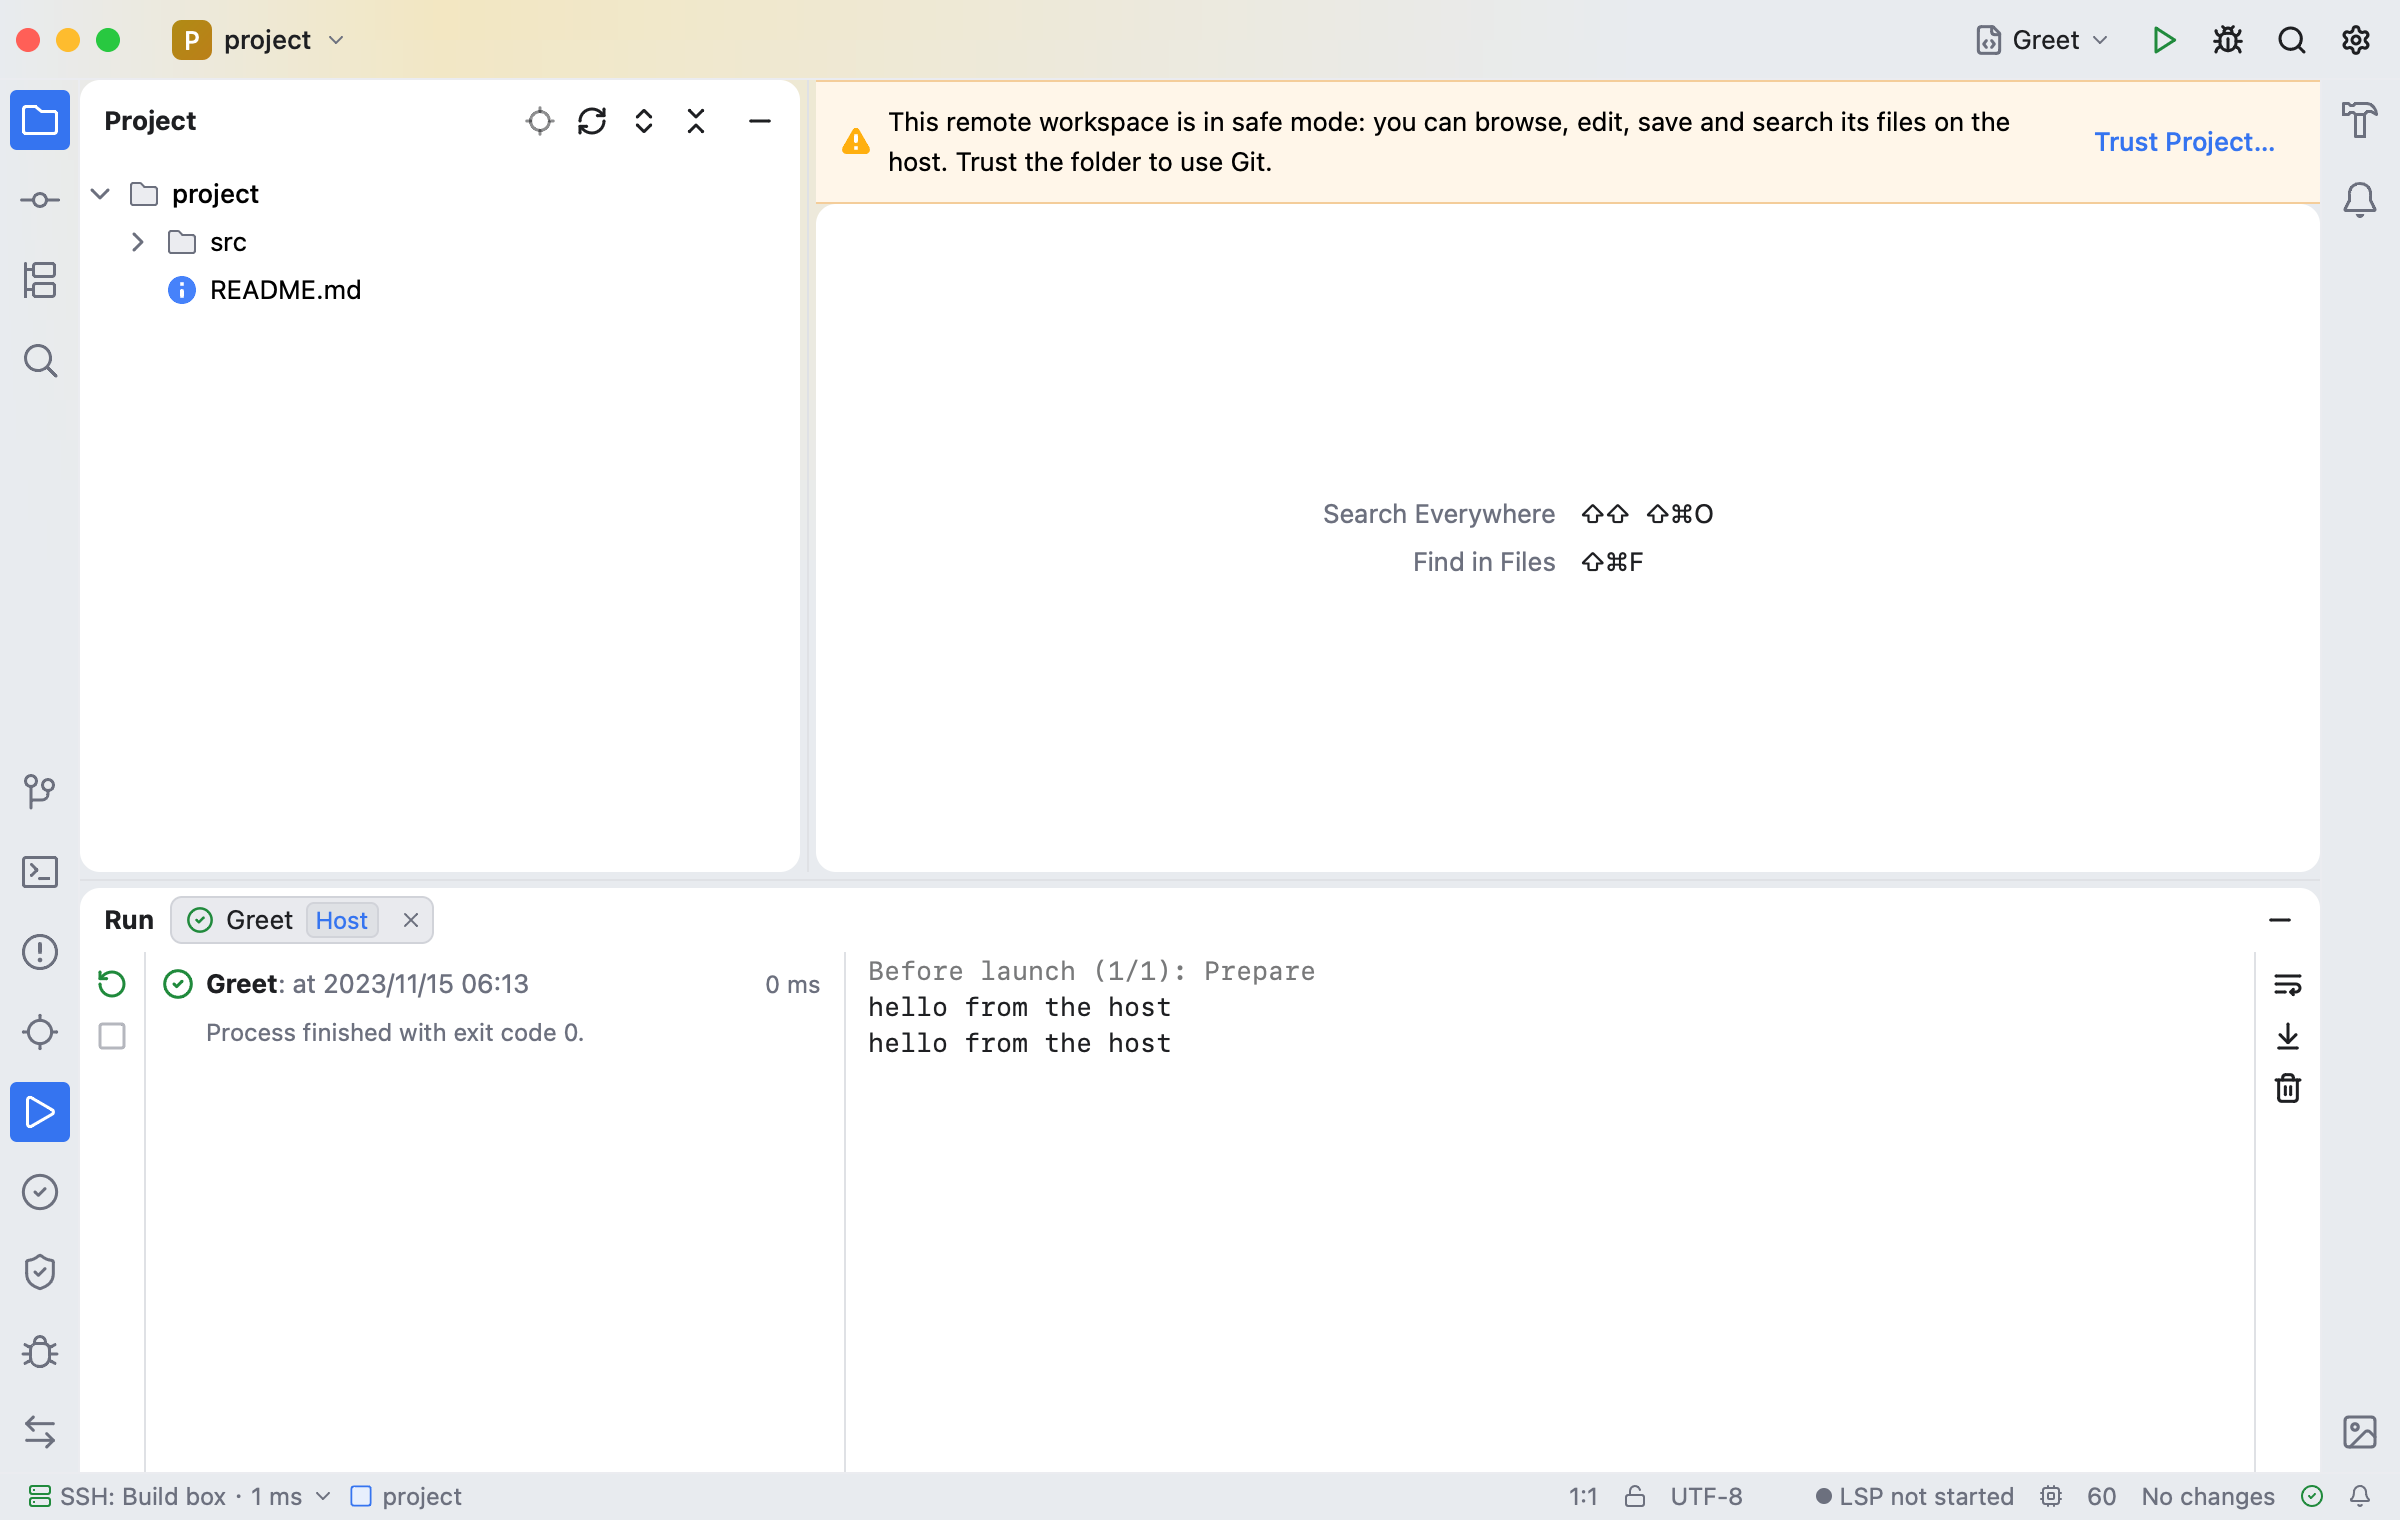 P project
Greet
Project
project
src
README.md
This remote workspace is in safe mode: you can browse, edit, save and search its files on the
host. Trust the folder to use Git.
Trust Project...
Search Everywhere ⇧⇧ ⇧⌘O
Find in Files ⇧⌘F
Run
Greet Host
Greet: at 2023/11/15 06:13 0 ms
Process finished with exit code 0.
Before launch (1/1): Prepare
hello from the host
hello from the host
SSH: Build box · 1 ms
project
1:1
UTF-8
LSP not started
60
No changes